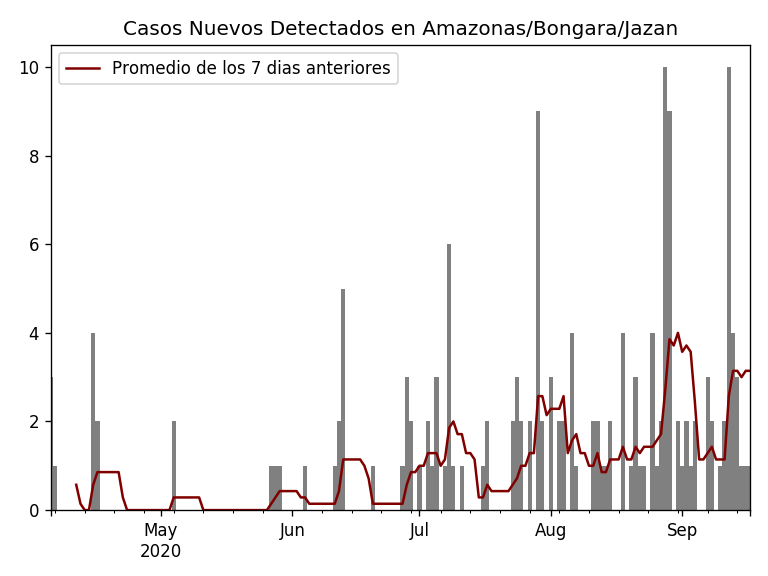 Casos Nuevos Detectados en Amazonas/Bongara/Jazan
Promedio de los 7 dias anteriores
10
8
6
4
2
0
May
2020
Jun
Jul
Aug
Sep